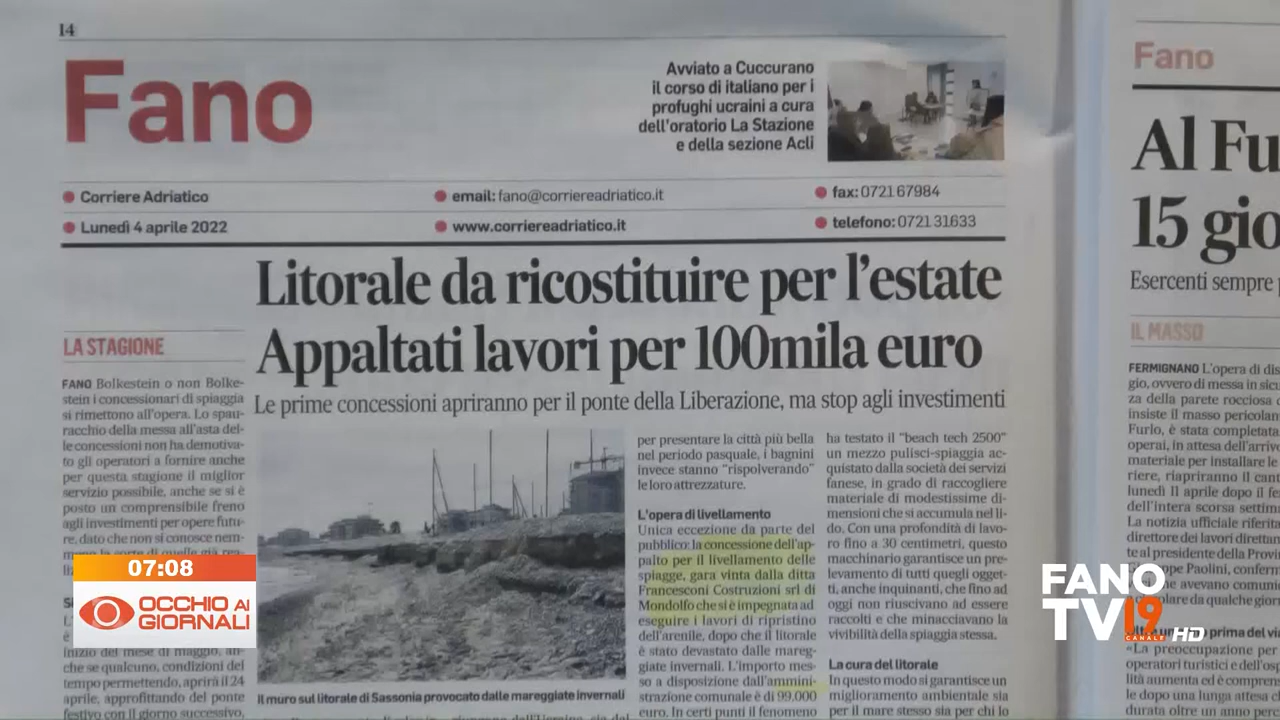 14
Fano
Avviato a Cuccurano
il corso di italiano per i
profughi ucraini a cura
dell'oratorio La Stazione
e della sezione Acli
Corriere Adriatico
email: fano@corriereadriatico.it
fax: 0721 67984
Lunedì 4 aprile 2022
www.corriereadriatico.it
telefono: 0721 31633
Litorale da ricostituire per l'estate
Appaltati lavori per 100mila euro
Le prime concessioni apriranno per il ponte della Liberazione, ma stop agli investimenti
LA STAGIONE
FANO Bolkestein o non Bolke-
stein i concessionari di spiaggia
si rimettono all'opera. Lo spau-
racchio della messa all'asta del-
le concessioni non ha demotiva-
to gli operatori a fornire anche
per questa stagione il miglior
servizio possibile, anche se si è
posto un comprensibile freno
agli investimenti per opere futu-
re, dato che non si conosce nem-
inizio del mese di maggio, an-
che se qualcuno, condizioni del
tempo permettendo, aprirà il 24
aprile, approfittando del ponte
festivo con il giorno successivo,
Il muro sul litorale di Sassonia provocato dalle mareggiate invernali
per presentare la città più bella
nel periodo pasquale, i bagnini
invece stanno "rispolverando"
le loro attrezzature.
L'opera di livellamento
Unica eccezione da parte del
pubblico: la concessione dell'ap-
palto per il livellamento delle
spiagge, gara vinta dalla ditta
Francesconi Costruzioni srl di
Mondolfo che si è impegnata ad
eseguire i lavori di ripristino
dell'arenile, dopo che il litorale
è stato devastato dalle mareg-
giate invernali. L'importo mes-
so a disposizione dall'ammini-
strazione comunale è di 99.000
euro. In certi punti il fenomeno
ha testato il "beach tech 2500"
un mezzo pulisci-spiaggia ac-
quistato dalla società dei servizi
fanese, in grado di raccogliere
materiale di modestissime di-
mensioni che si accumula nel li-
do. Con una profondità di lavo-
ro fino a 30 centimetri, questo
macchinario garantisce un pre-
levamento di tutti quegli ogget-
ti, anche inquinanti, che fino ad
oggi non riuscivano ad essere
raccolti e che minacciavano la
vivibilità della spiaggia stessa.
La cura del litorale
In questo modo si garantisce un
miglioramento ambientale sia
per il mare stesso sia per chi lo
Fano
Al Fu
15 gio
Esercenti sempre
IL MASSO
FERMIGNANO L'opera di dis
gio, ovvero di messa in sicu
za della parete rocciosa
insiste il masso pericolan
Furlo, è stata completata
operai, in attesa dell'arrivo
materiale per installare le
riere, riapriranno il cant
lunedì 11 aprile dopo il fe
dell'intera scorsa settim
La notizia ufficiale riferit
direttore dei lavori direttan
te al presidente della Provi
ppe Paolini, conferm
avevano comuni
olare da qualche giorn
prima del vi
«La preoccupazione per
operatori turistici e dell'os
lità aumenta ed è comprens
le dopo una lunga attesa c
durata oltre un anno perc
07:08
OCCHIO AI
GIORNALI
FANO
TV19
CANALE
HD